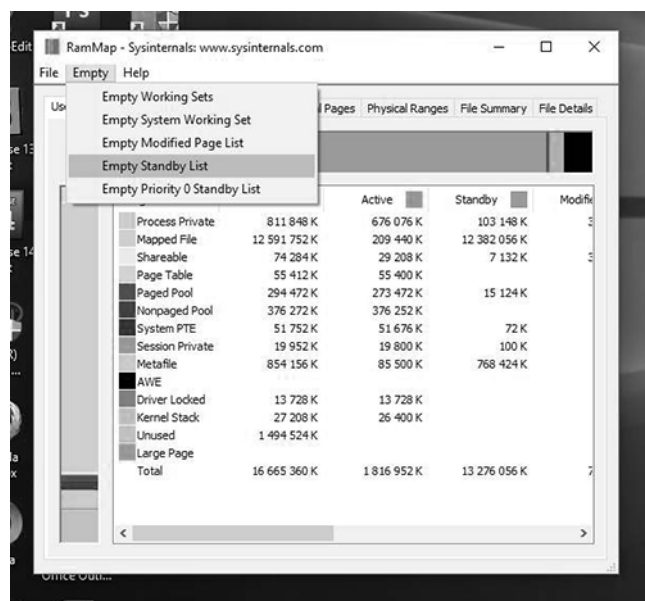 Edit
RamMap - Sysinternals: www.sysinternals.com
File Empty Help
Empty Working Sets
Empty System Working Set
Empty Modified Page List
Empty Standby List
Empty Priority 0 Standby List
Pages Physical Ranges File Summary File Details
Active Standby
Process Private 811 848 K 676 076 K 103 148 K
Mapped File 12 591 752 K 209 440 K 12 382 056 K
Shareable 74 284 K 29 208 K 7 132 K
Page Table 55 412 K 55 400 K
Paged Pool 294 472 K 273 472 K 15 124 K
Nonpaged Pool 376 272 K 376 252 K
System PTE 51 752 K 51 676 K 72 K
Session Private 19 952 K 19 800 K 100 K
Metafile 854 156 K 85 500 K 768 424 K
AWE
Driver Locked 13 728 K 13 728 K
Kernel Stack 27 208 K 26 400 K
Unused 1 494 524 K
Large Page
Total 16 665 360 K 1 816 952 K 13 276 056 K